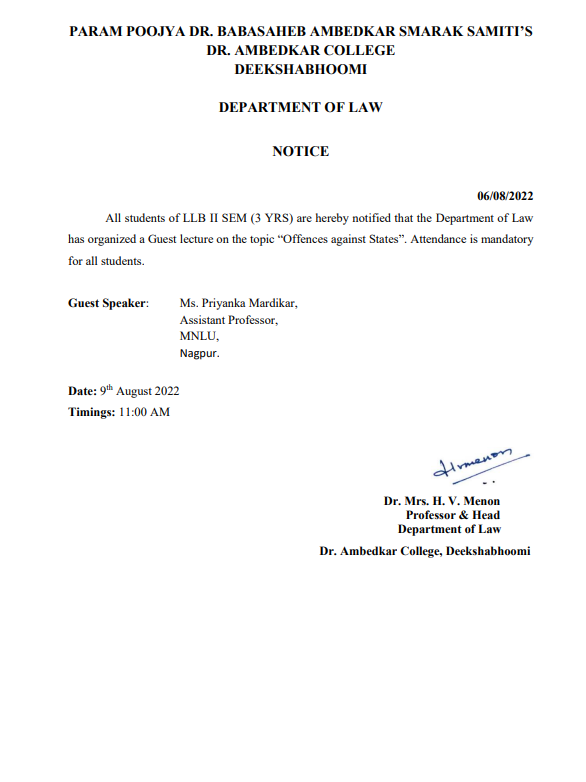 PARAM POOJYA DR. BABASAHEB AMBEDKAR SMARAK SAMITI’S
DR. AMBEDKAR COLLEGE
DEEKSHABHOOMI
DEPARTMENT OF LAW
NOTICE
06/08/2022
All students of LLB II SEM (3 YRS) are hereby notified that the Department of Law
has organized a Guest lecture on the topic “Offences against States”. Attendance is mandatory
for all students.
Guest Speaker: Ms. Priyanka Mardikar,
Assistant Professor,
MNLU,
Nagpur.
Date: 9th August 2022
Timings: 11:00 AM
Hvmenon
Dr. Mrs. H. V. Menon
Professor & Head
Department of Law
Dr. Ambedkar College, Deekshabhoomi